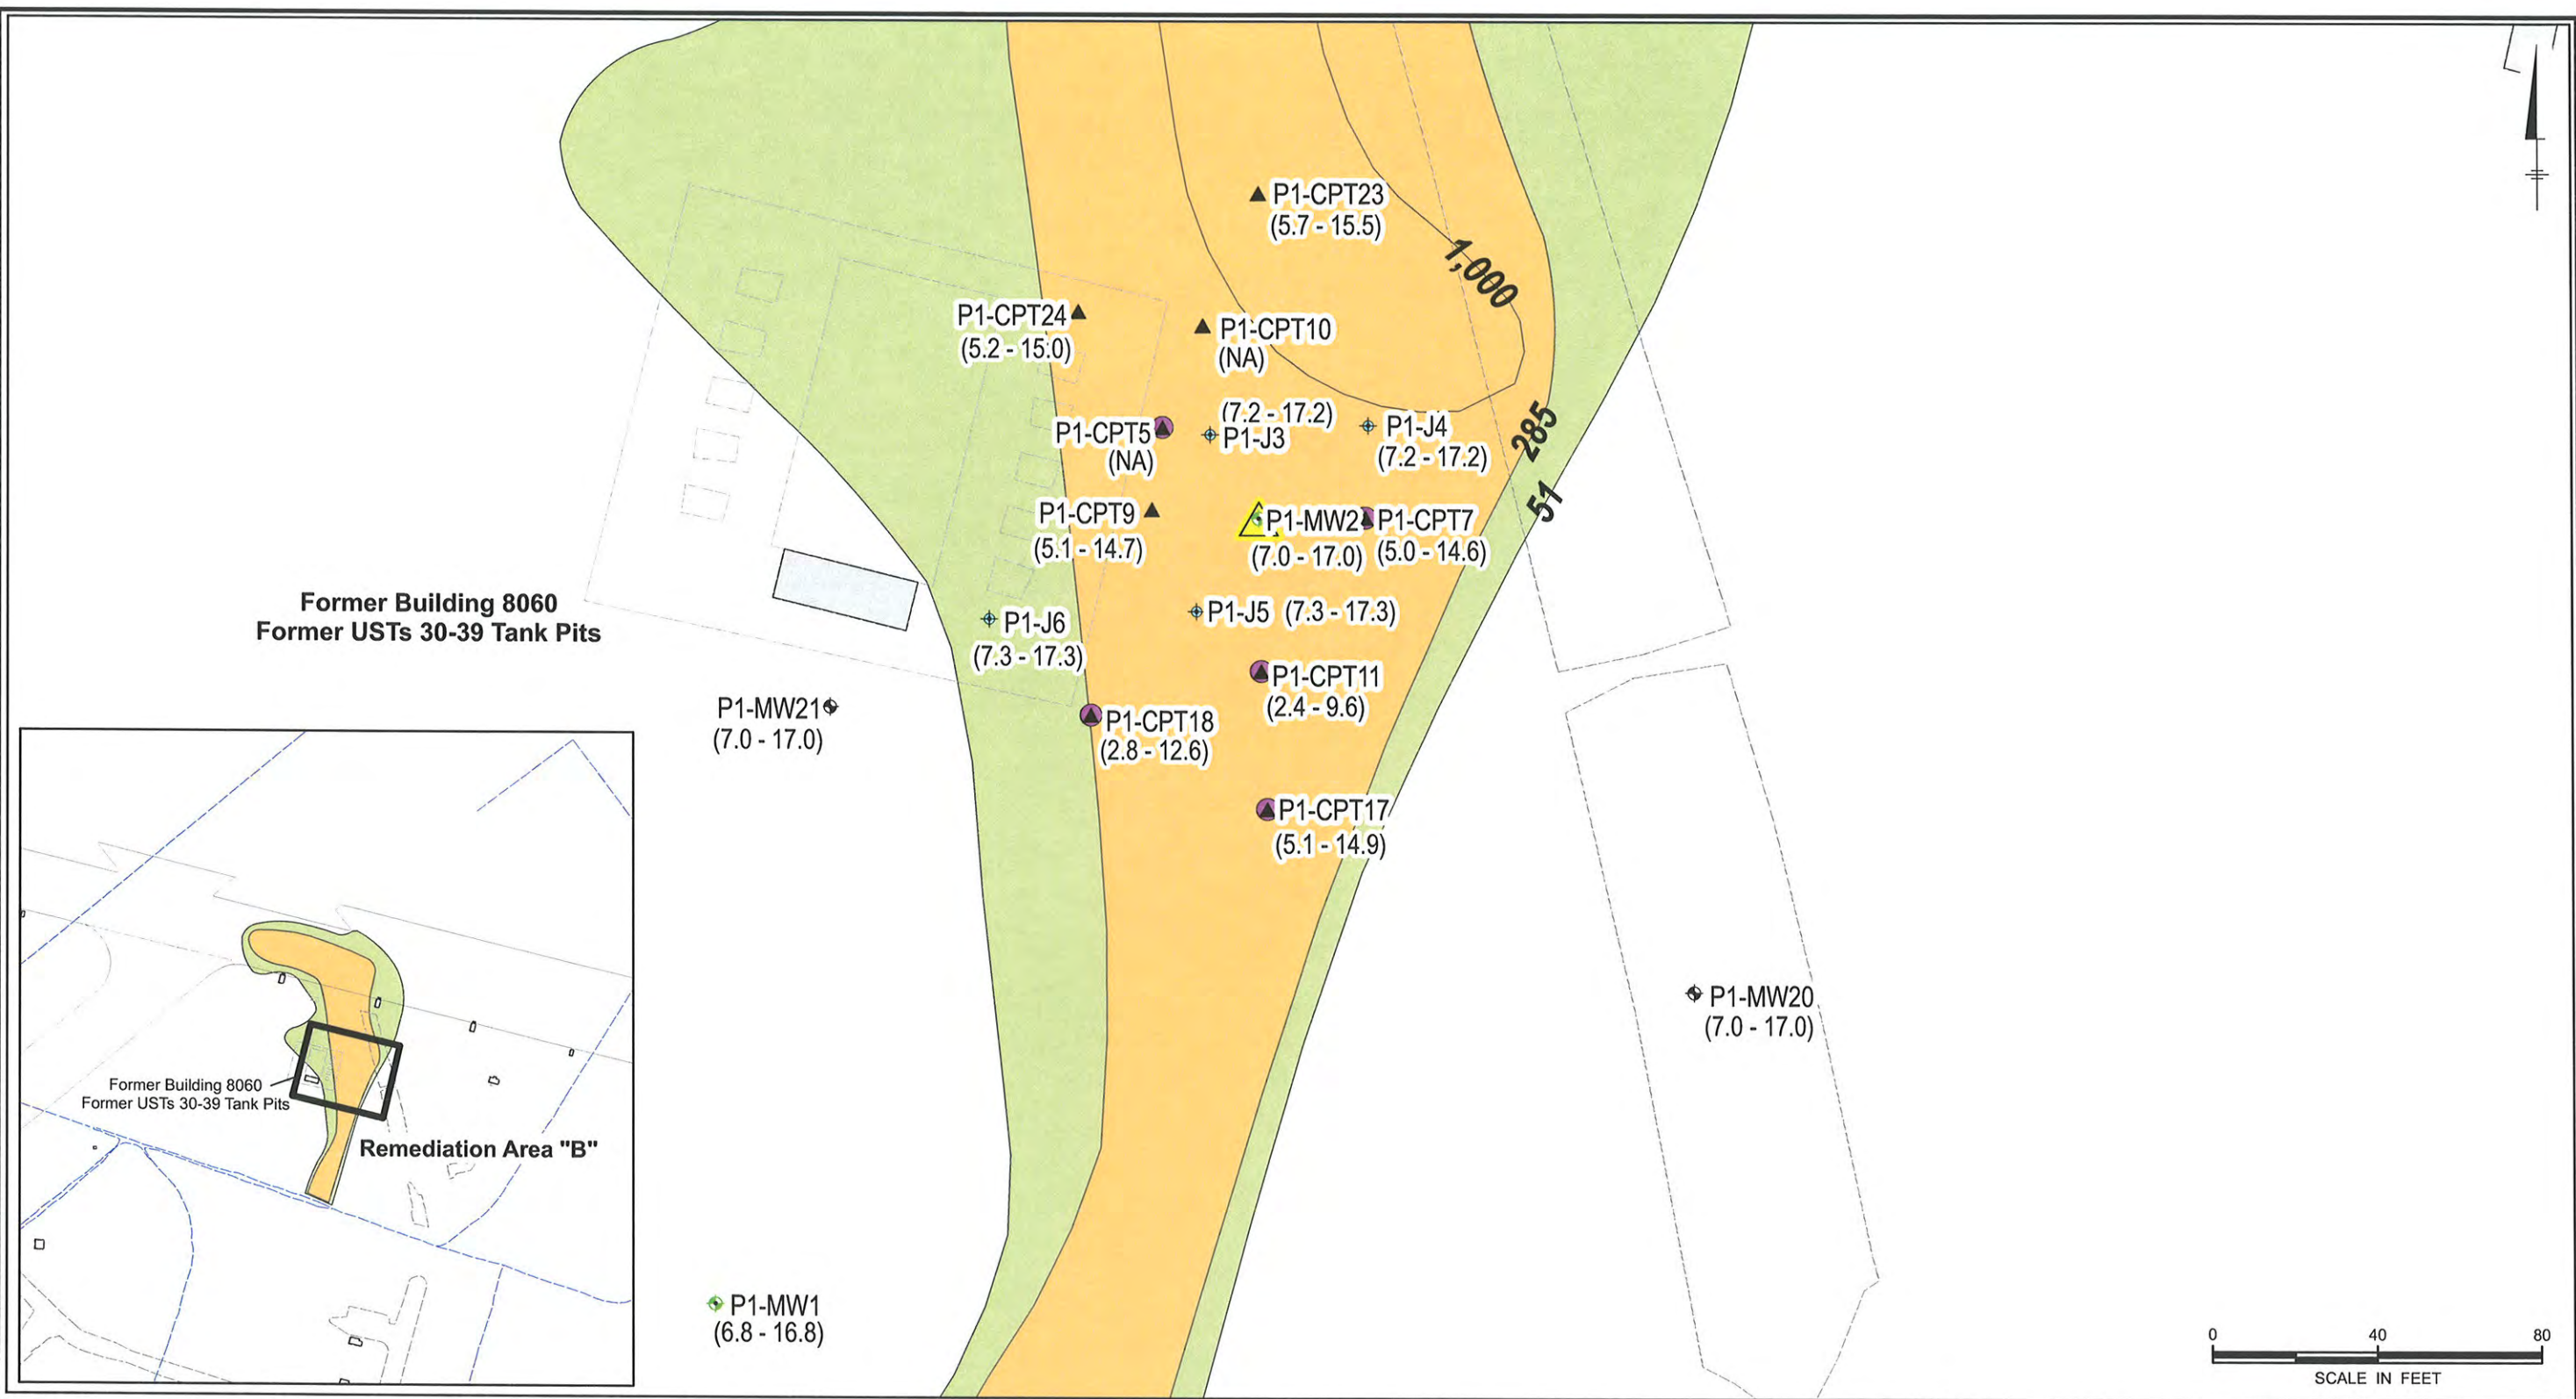 P1-CPT23
(5.7 - 15.5)
1,000
P1-CPT24
(5.2 - 15.0)
P1-CPT10
(NA)
(7.2 - 17.2)
P1-J3
P1-J4
(7.2 - 17.2)
285
P1-CPT5
(NA)
51
P1-CPT9
(5.1 - 14.7)
P1-MW2
(7.0 - 17.0)
P1-CPT7
(5.0 - 14.6)
Former Building 8060
Former USTs 30-39 Tank Pits
P1-J6
(7.3 - 17.3)
P1-J5 (7.3 - 17.3)
P1-CPT11
(2.4 - 9.6)
P1-MW21
(7.0 - 17.0)
P1-CPT18
(2.8 - 12.6)
P1-CPT17
(5.1 - 14.9)
P1-MW20
(7.0 - 17.0)
Former Building 8060
Former USTs 30-39 Tank Pits
Remediation Area "B"
P1-MW1
(6.8 - 16.8)
0 40 80
SCALE IN FEET